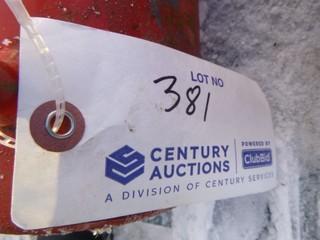 LOT NO
381
CENTURY
AUCTIONS
POWERED BY
ClubBid
A DIVISION OF CENTURY SERVICES